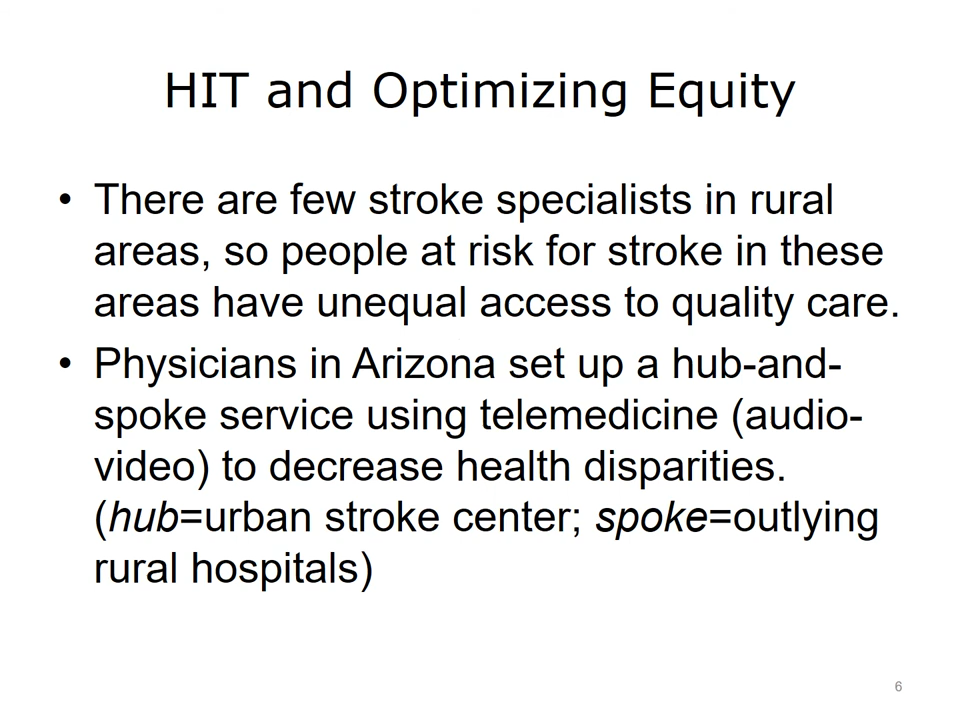 HIT and Optimizing Equity
• There are few stroke specialists in rural
areas, so people at risk for stroke in these
areas have unequal access to quality care.
• Physicians in Arizona set up a hub-and-
spoke service using telemedicine (audio-
video) to decrease health disparities.
(hub=urban stroke center; spoke=outlying
rural hospitals)
6